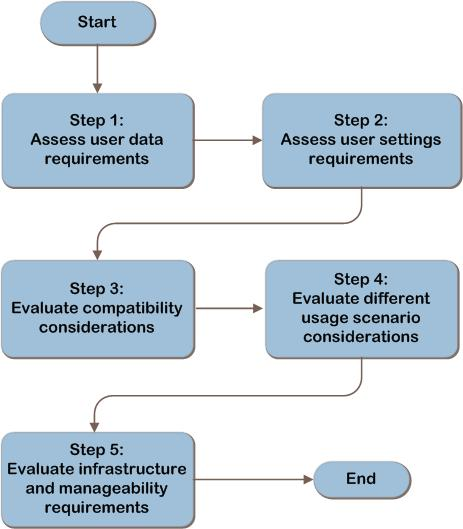 Start
Step 1:
Assess user data
requirements
Step 2:
Assess user settings
requirements
Step 3:
Evaluate compatibility
considerations
Step 4:
Evaluate different
usage scenario
considerations
Step 5:
Evaluate infrastructure
and manageability
requirements
End